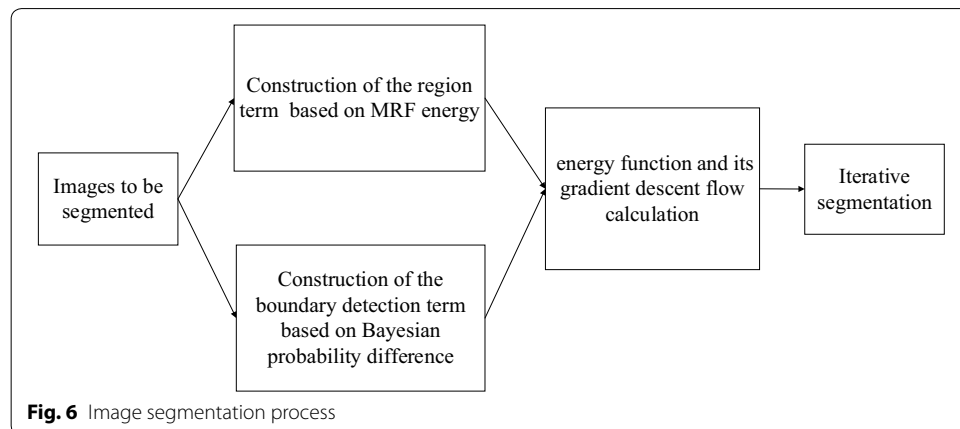 Images to be
segmented
Construction of the region
term based on MRF energy
Construction of the
boundary detection term
based on Bayesian
probability difference
energy function and its
gradient descent flow
calculation
Iterative
segmentation
Fig. 6 Image segmentation process